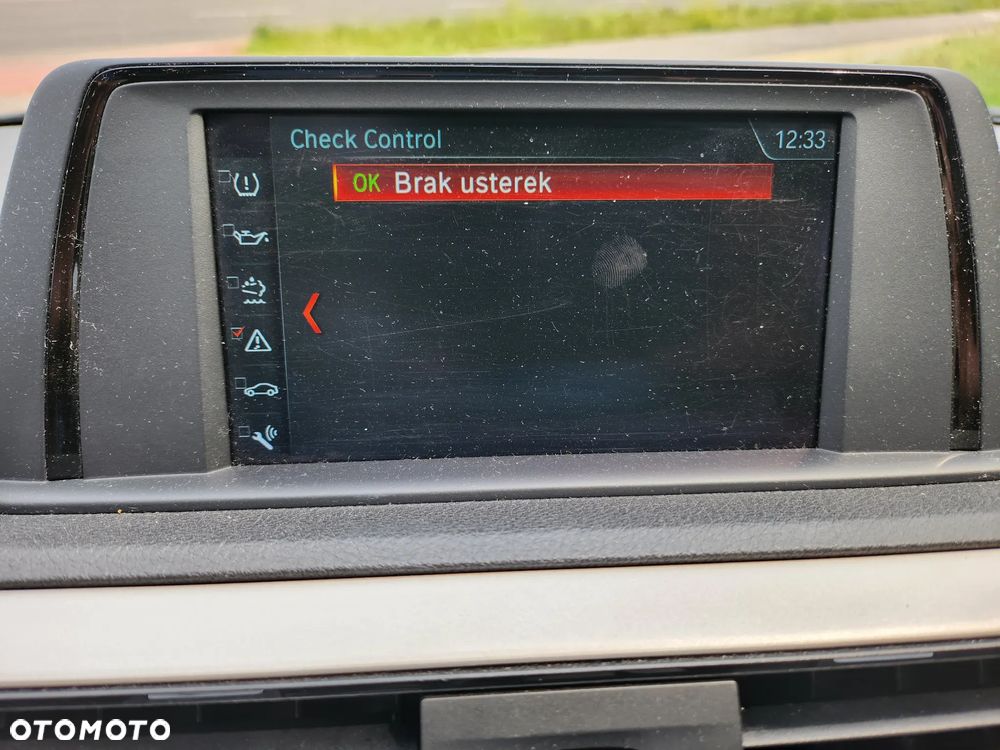 Check Control
12:33
OK Brak usterek
OTOMOTO